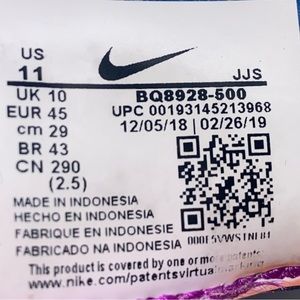 US
11
JJS
UK 10
BQ8928-500
EUR 45
UPC 00193145213968
cm 29
12/05/18 | 02/26/19
BR 43
CN 290
(2.5)
MADE IN INDONESIA
HECHO EN INDONESIA
FABRIQUE EN INDONESIE
FABRICADO NA INDONESIA
This product is covered by one or more
www.nike.com/patentsvirtualmarking